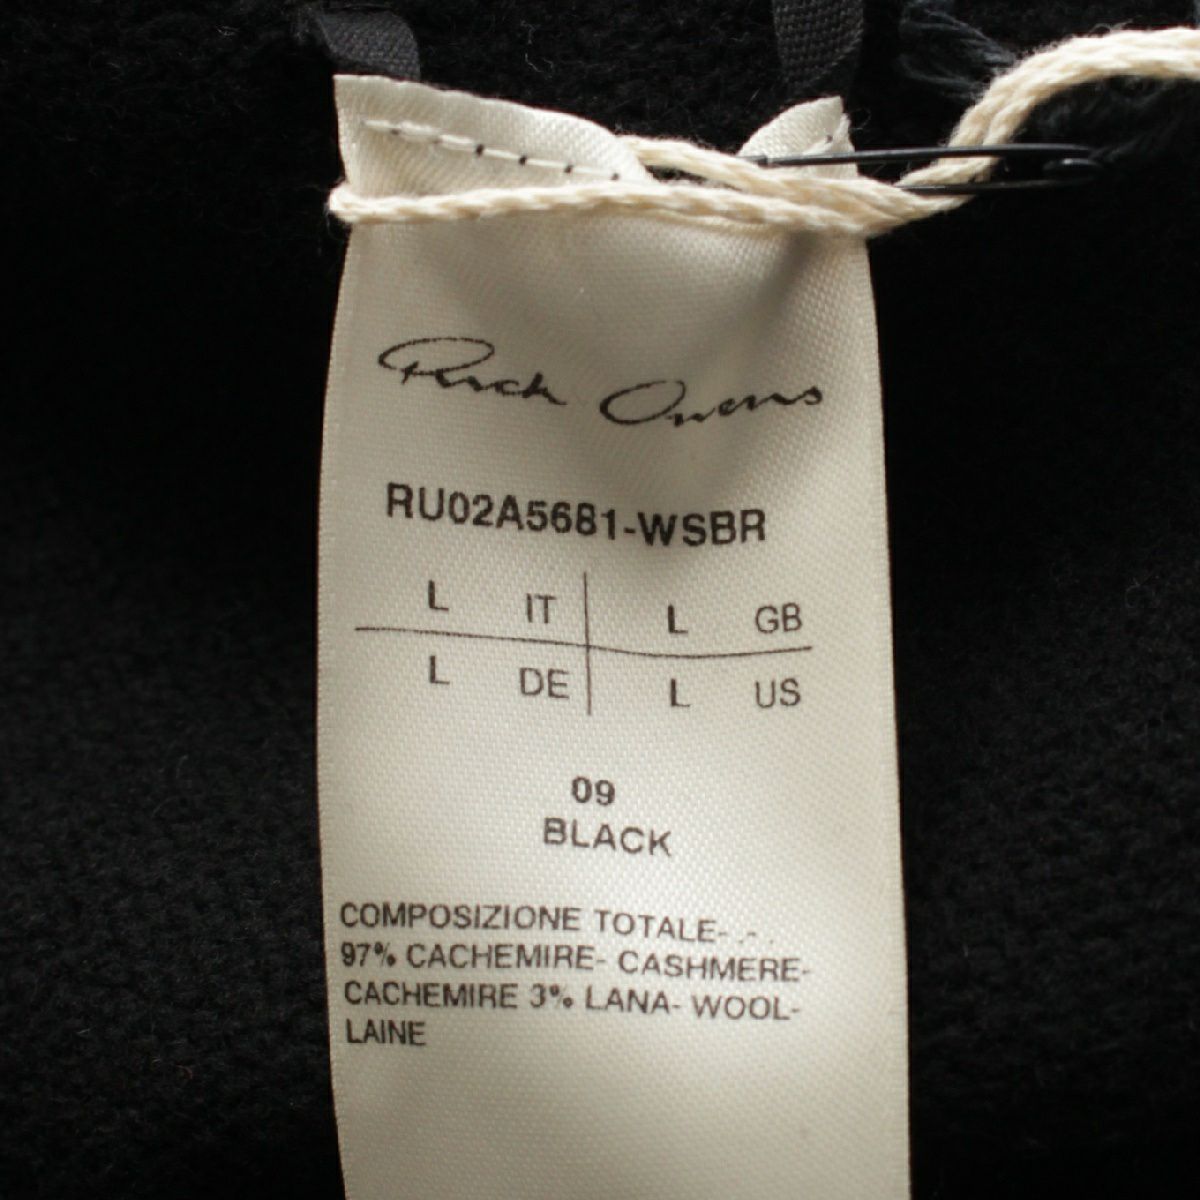 Rick Owens
RU02A5681-WSBR
L IT L GB
L DE L US
09
BLACK
COMPOSIZIONE TOTALE- .- .
97% CACHEMIRE- CASHMERE-
CACHEMIRE 3% LANA- WOOL-
LAINE